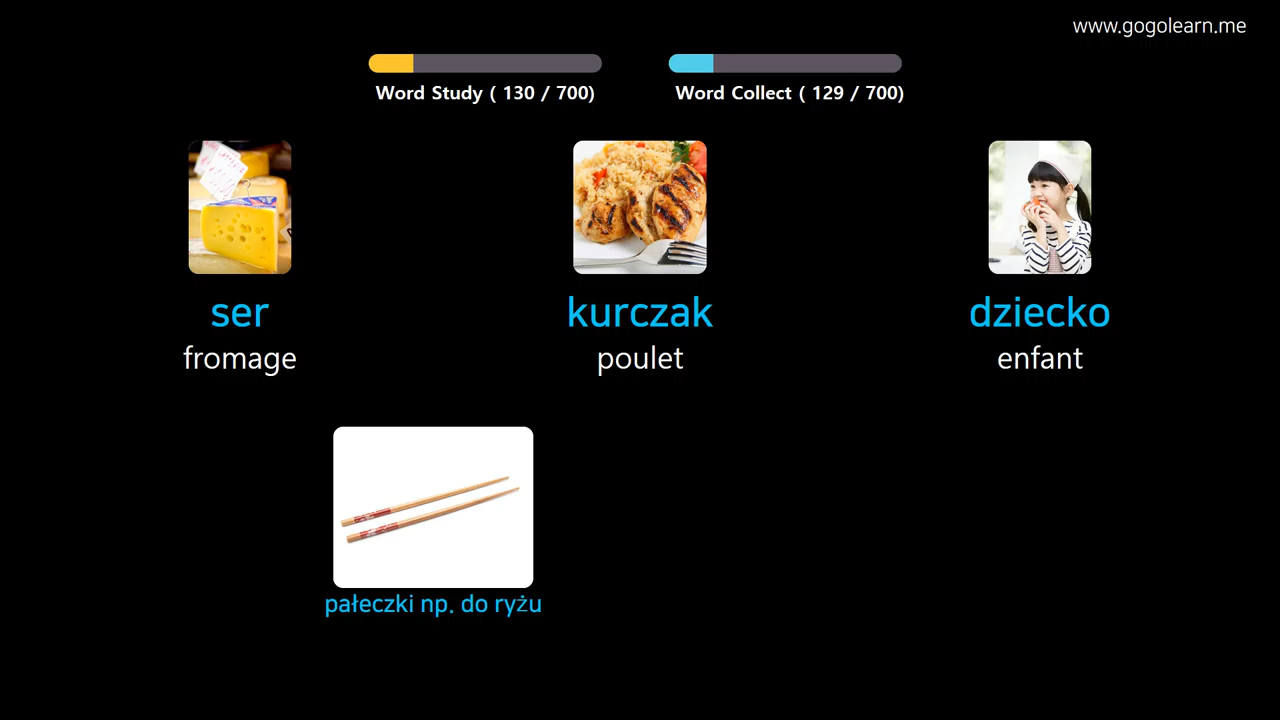 www.gogolearn.me
Word Study ( 130 / 700)
Word Collect ( 129 / 700)
ser
fromage
kurczak
poulet
dziecko
enfant
pałeczki np. do ryżu